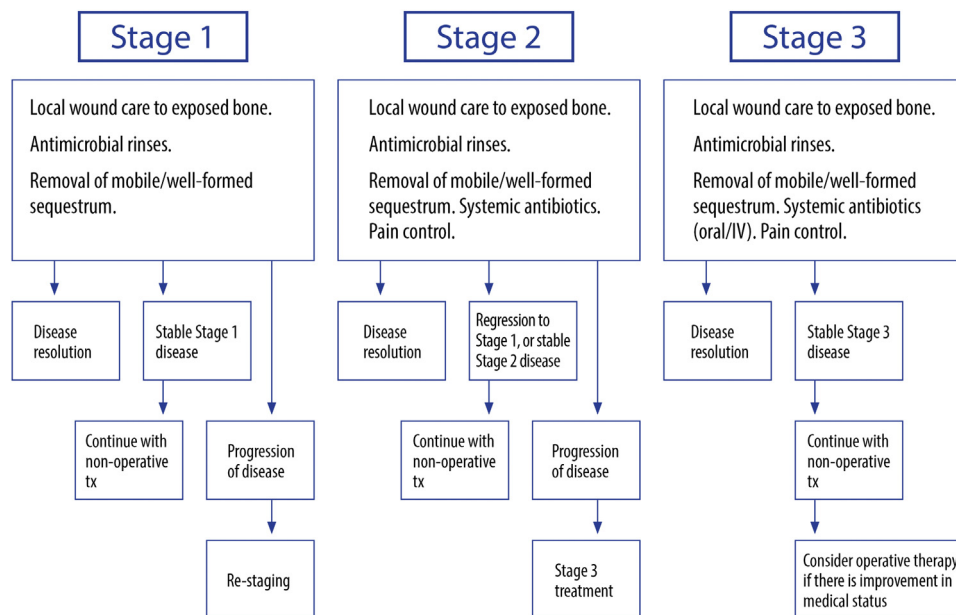 Stage 1
Local wound care to exposed bone.
Antimicrobial rinses.
Removal of mobile/well-formed
sequestrum.
Disease
resolution
Stable Stage 1
disease
Continue with
non-operative
tx
Progression
of disease
Re-staging
Stage 2
Local wound care to exposed bone.
Antimicrobial rinses.
Removal of mobile/well-formed
sequestrum. Systemic antibiotics.
Pain control.
Disease
resolution
Regression to
Stage 1, or stable
Stage 2 disease
Continue with
non-operative
tx
Progression
of disease
Stage 3
treatment
Stage 3
Local wound care to exposed bone.
Antimicrobial rinses.
Removal of mobile/well-formed
sequestrum. Systemic antibiotics
(oral/IV). Pain control.
Disease
resolution
Stable Stage 3
disease
Continue with
non-operative
tx
Consider operative therapy
if there is improvement in
medical status